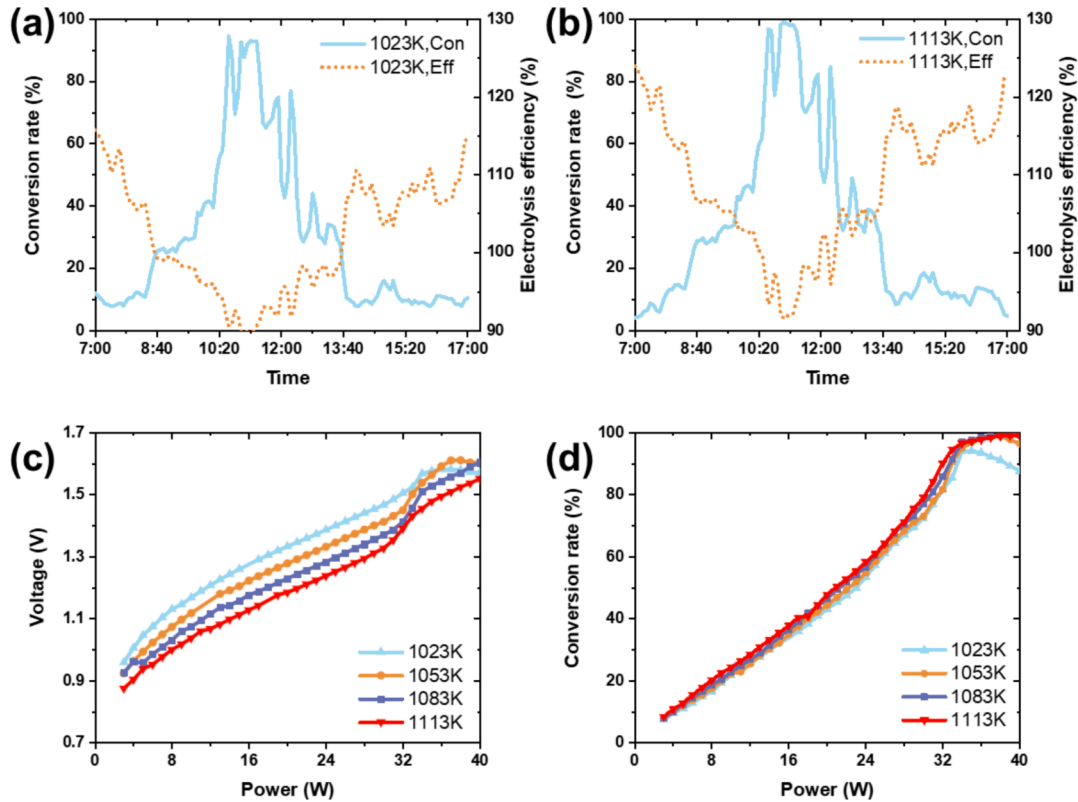 (a)
Conversion rate (%)
100
80
60
40
20
0
1023K,Con
1023K,Eff
130
120
110
100
90
Electrolysis efficiency (%)
7:00 8:40 10:20 12:00 13:40 15:20 17:00
Time
(b)
Conversion rate (%)
100
80
60
40
20
0
1113K,Con
1113K,Eff
130
120
110
100
90
Electrolysis efficiency (%)
7:00 8:40 10:20 12:00 13:40 15:20 17:00
Time
(c)
Voltage (V)
1.7
1.5
1.3
1.1
0.9
0.7
1023K
1053K
1083K
1113K
0 8 16 24 32 40
Power (W)
(d)
Conversion rate (%)
100
80
60
40
20
0
1023K
1053K
1083K
1113K
0 8 16 24 32 40
Power (W)